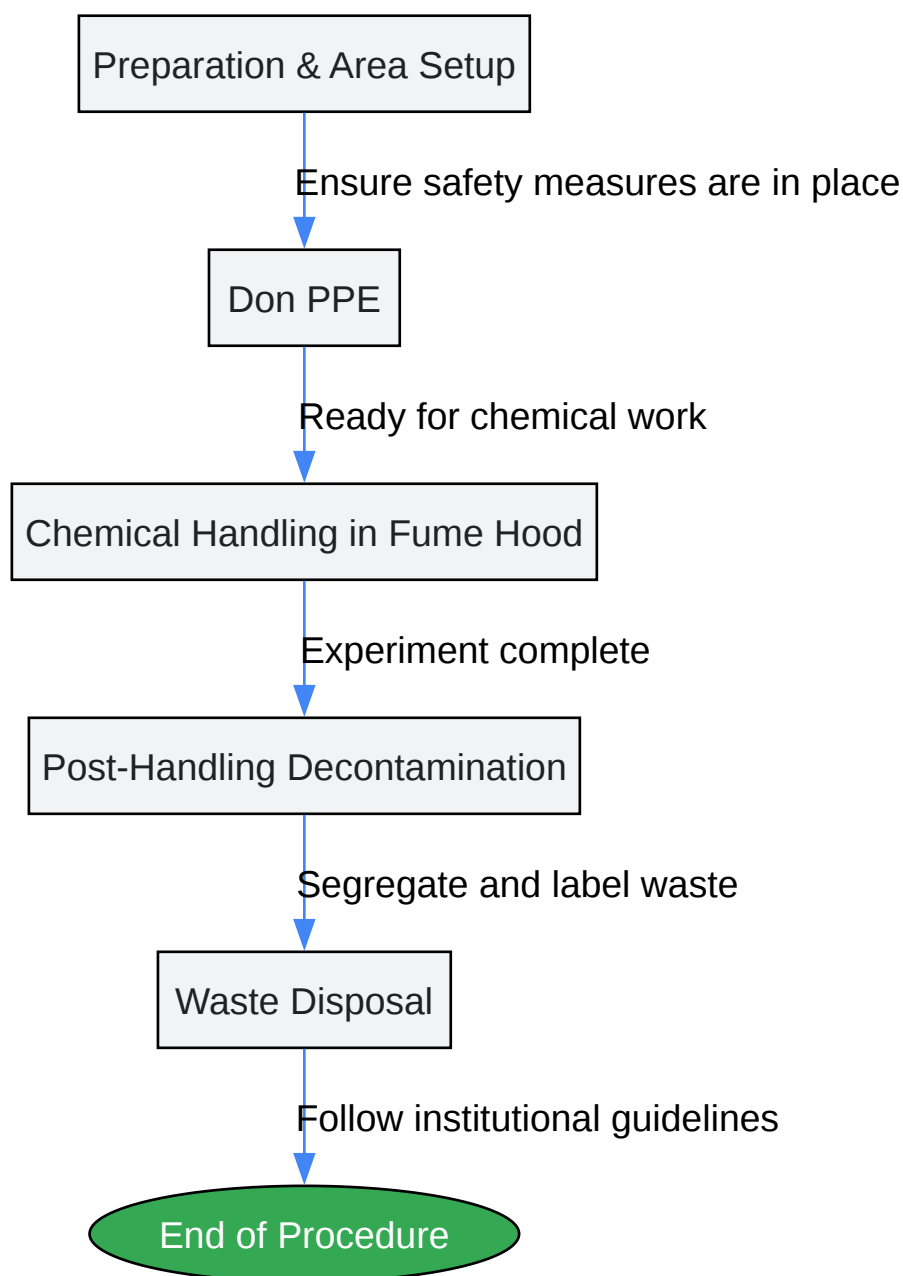 Preparation & Area Setup
Ensure safety measures are in place
Don PPE
Ready for chemical work
Chemical Handling in Fume Hood
Experiment complete
Post-Handling Decontamination
Segregate and label waste
Waste Disposal
Follow institutional guidelines
End of Procedure